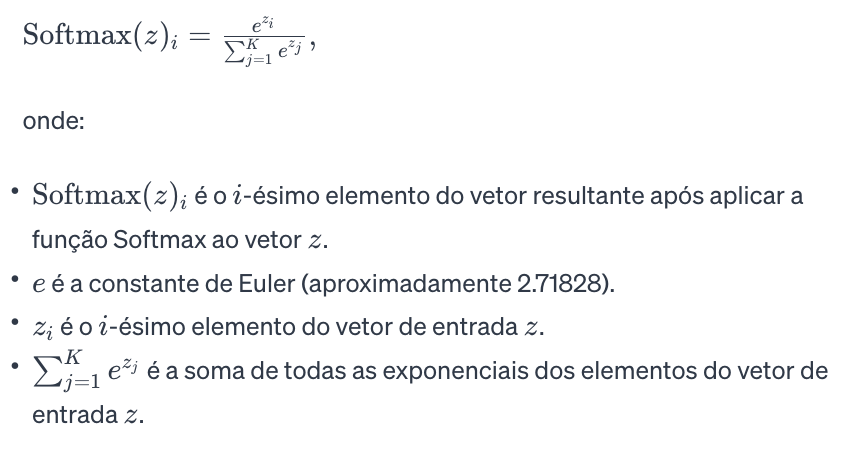 Softmax(z)_i = \frac{e^{z_i}}{\sum_{j=1}^{K} e^{z_j}},
onde:
• Softmax(z)_i é o i-ésimo elemento do vetor resultante após aplicar a
função Softmax ao vetor z.
• e é a constante de Euler (aproximadamente 2.71828).
• z_i é o i-ésimo elemento do vetor de entrada z.
• \sum_{j=1}^{K} e^{z_j} é a soma de todas as exponenciais dos elementos do vetor de
entrada z.